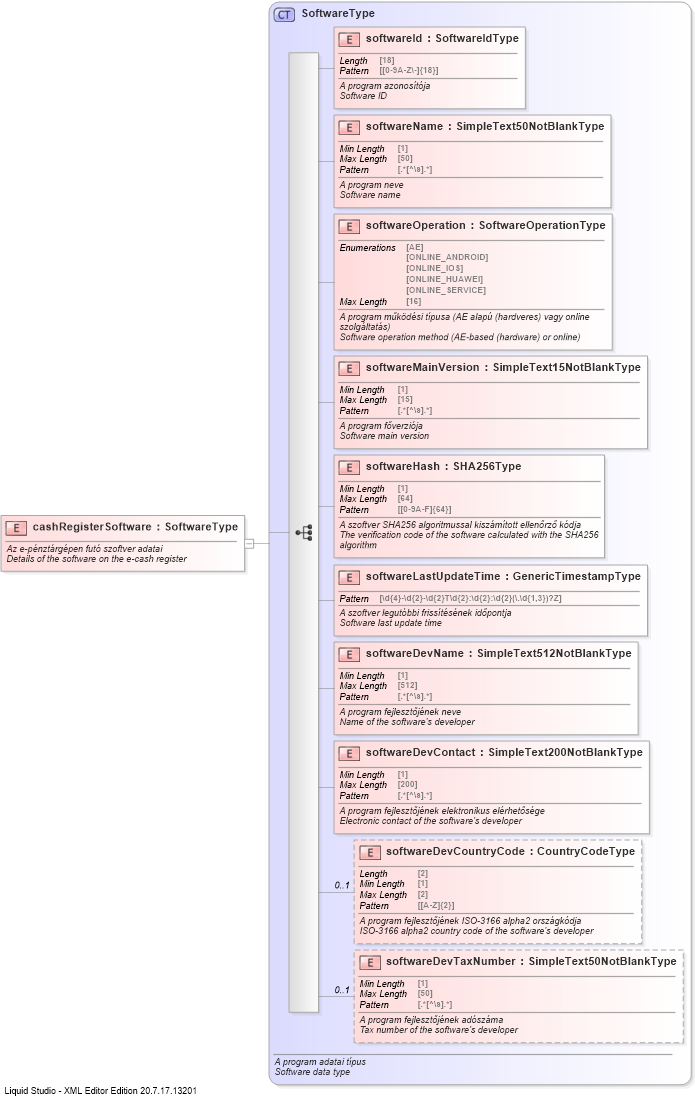 CT SoftwareType
E softwareId : SoftwareIdType
Length [18]
Pattern [[0-9A-Z\-]{18}]
A program azonosítója
Software ID
E softwareName : SimpleText50NotBlankType
Min Length [1]
Max Length [50]
Pattern [.*[^\s].*]
A program neve
Software name
E softwareOperation : SoftwareOperationType
Enumerations [AE]
[ONLINE_ANDROID]
[ONLINE_IOS]
[ONLINE_HUAWEI]
[ONLINE_SERVICE]
Max Length [16]
A program működési típusa (AE alapú (hardveres) vagy online
szolgáltatás)
Software operation method (AE-based (hardware) or online)
E softwareMainVersion : SimpleText15NotBlankType
Min Length [1]
Max Length [15]
Pattern [.*[^\s].*]
A program főverziója
Software main version
E softwareHash : SHA256Type
Min Length [1]
Max Length [64]
Pattern [[0-9A-F]{64}]
A szoftver SHA256 algoritmussal kiszámított ellenőrző kódja
The verification code of the software calculated with the SHA256
algorithm
E cashRegisterSoftware : SoftwareType
Az e-pénztárgépen futó szoftver adatai
Details of the software on the e-cash register
E softwareLastUpdateTime : GenericTimestampType
Pattern [\d{4}-\d{2}-\d{2}T\d{2}:\d{2}:\d{2}(\.\d{1,3})?Z]
A szoftver legutóbbi frissítésének időpontja
Software last update time
E softwareDevName : SimpleText512NotBlankType
Min Length [1]
Max Length [512]
Pattern [.*[^\s].*]
A program fejlesztőjének neve
Name of the software's developer
E softwareDevContact : SimpleText200NotBlankType
Min Length [1]
Max Length [200]
Pattern [.*[^\s].*]
A program fejlesztőjének elektronikus elérhetősége
Electronic contact of the software's developer
E softwareDevCountryCode : CountryCodeType
0..1
Length [2]
Min Length [1]
Max Length [2]
Pattern [[A-Z]{2}]
A program fejlesztőjének ISO-3166 alpha2 országkódja
ISO-3166 alpha2 country code of the software's developer
E softwareDevTaxNumber : SimpleText50NotBlankType
0..1
Min Length [1]
Max Length [50]
Pattern [.*[^\s].*]
A program fejlesztőjének adószáma
Tax number of the software's developer
A program adatai típus
Software data type
Liquid Studio - XML Editor Edition 20.7.17.13201